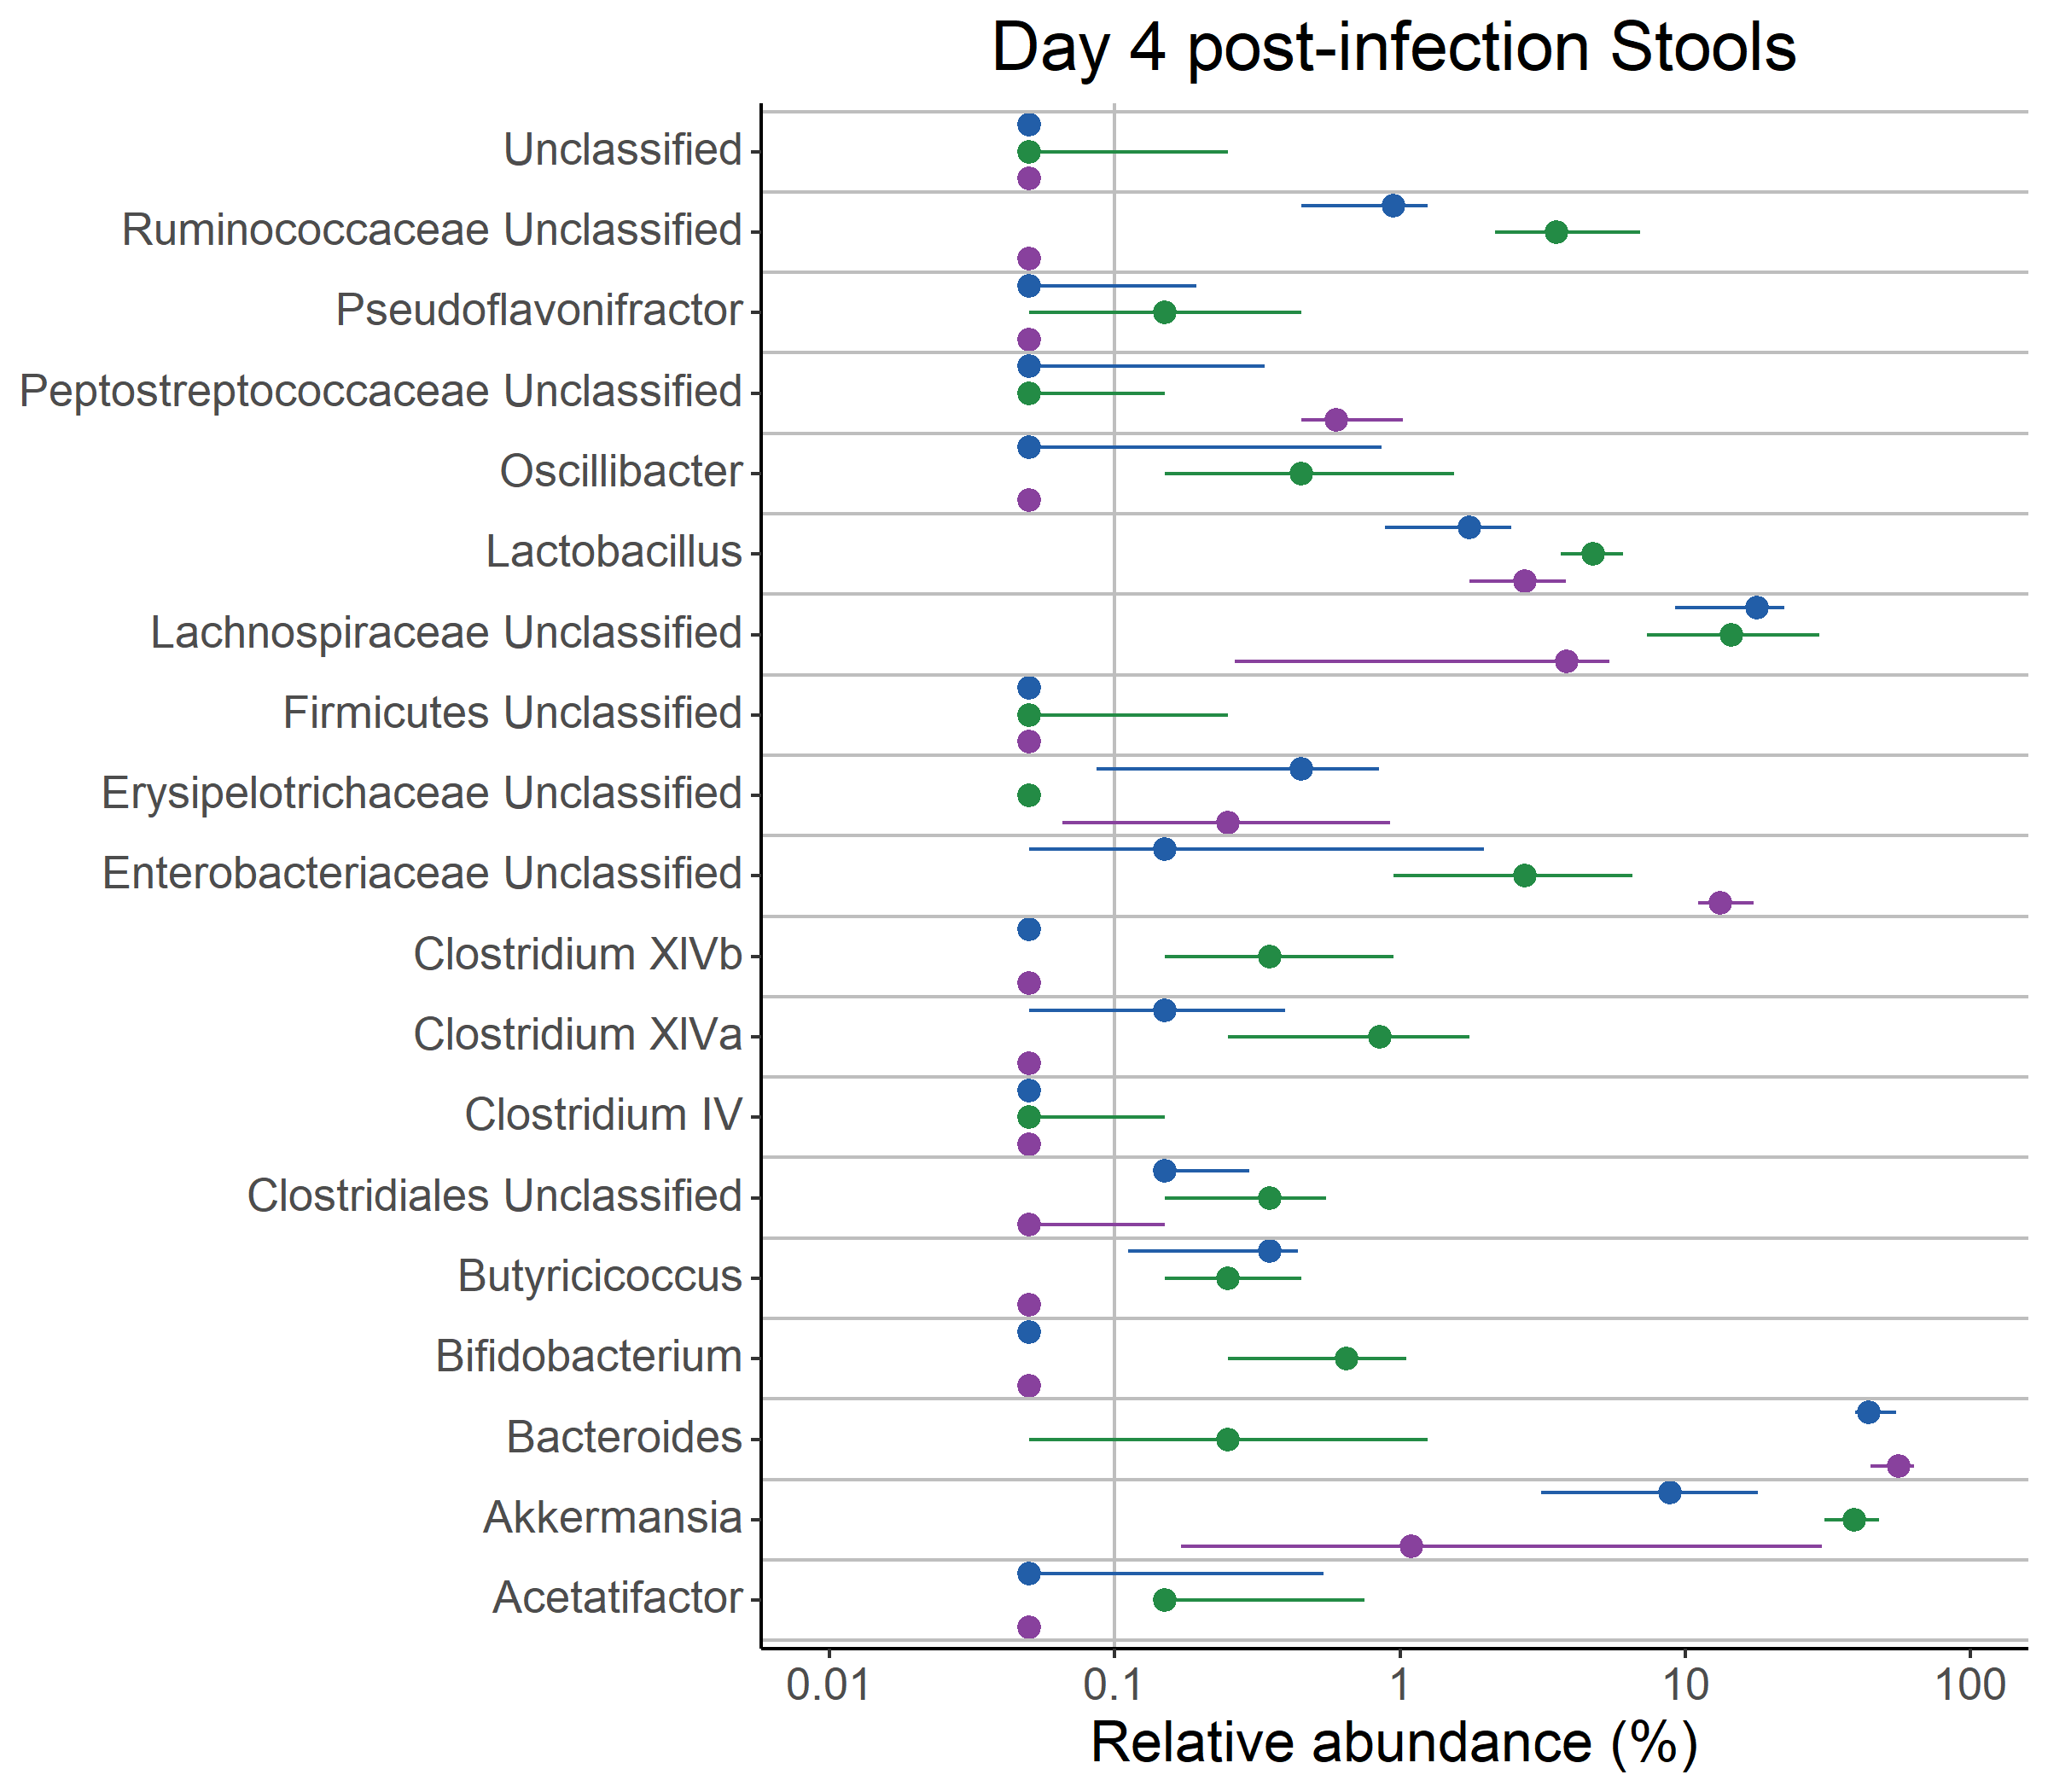 Day 4 post-infection Stools
Unclassified
Ruminococcaceae Unclassified
Pseudoflavonifractor
Peptostreptococcaceae Unclassified
Oscillibacter
Lactobacillus
Lachnospiraceae Unclassified
Firmicutes Unclassified
Erysipelotrichaceae Unclassified
Enterobacteriaceae Unclassified
Clostridium XlVb
Clostridium XlVa
Clostridium IV
Clostridiales Unclassified
Butyricicoccus
Bifidobacterium
Bacteroides
Akkermansia
Acetatifactor
0.01 0.1 1 10 100
Relative abundance (%)